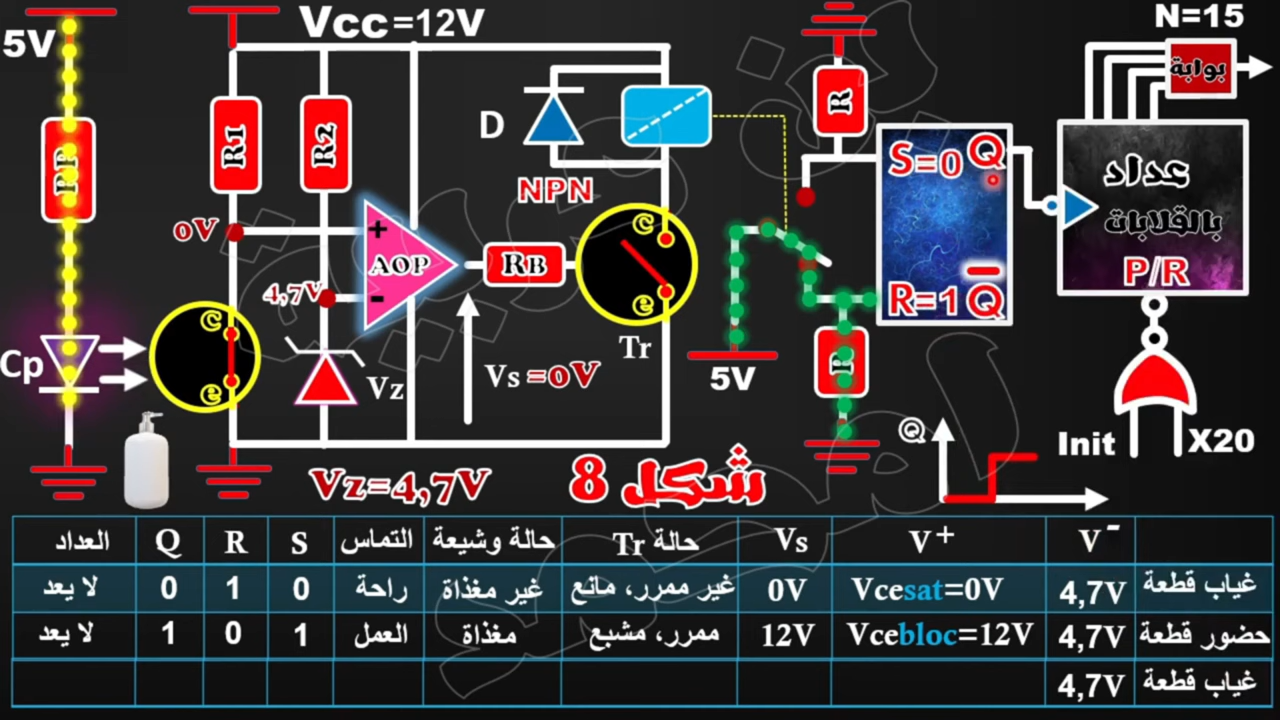 5V
Vcc=12V
N=15
بوابة
RP
R1
R2
D
NPN
R
S=0 Q
عداد
بالقلابات
P/R
0V
+
AOP
-
4,7V
RB
c
e
Tr
R=1 Q̅
Cp
c
e
Vz
Vs =0V
5V
R
Q
Init
X20
Vz=4,7V
شكل 8
V⁻ V⁺ Vs حالة Tr حالة وشيعة التماس S R Q العداد
غياب قطعة 4,7V Vcesat=0V 0V غير ممرر، مانع غير مغذاة راحة 0 1 0 لا يعد
حضور قطعة 4,7V Vcebloc=12V 12V ممرر، مشبع مغذاة العمل 1 0 1 لا يعد
غياب قطعة 4,7V